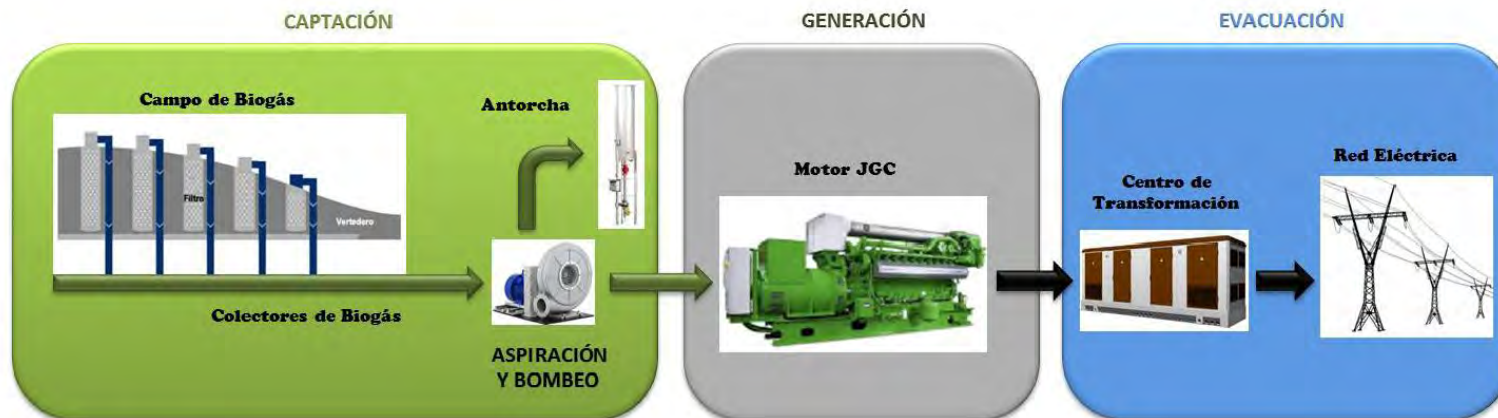 CAPTACIÓN
Campo de Biogás
Filtro
Vertedero
Colectores de Biogás
Antorcha
ASPIRACIÓN
Y BOMBEO
GENERACIÓN
Motor JGC
EVACUACIÓN
Centro de
Transformación
Red Eléctrica